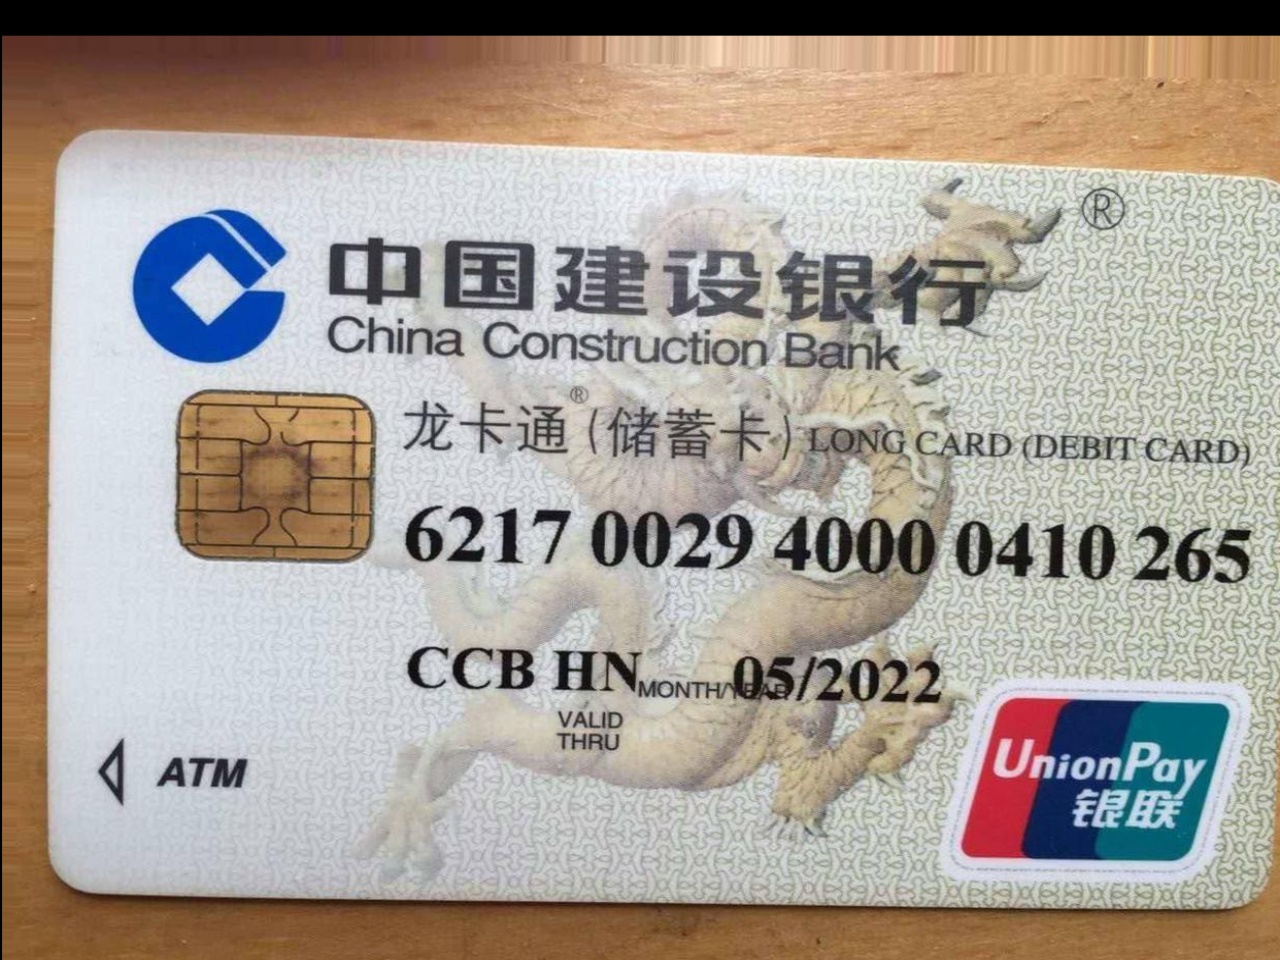 ®
中国建设银行
China Construction Bank
龙卡通®(储蓄卡) LONG CARD (DEBIT CARD)
6217 0029 4000 0410 265
CCB HN MONTH/YEAR 05/2022
VALID
THRU
ATM
UnionPay
银联